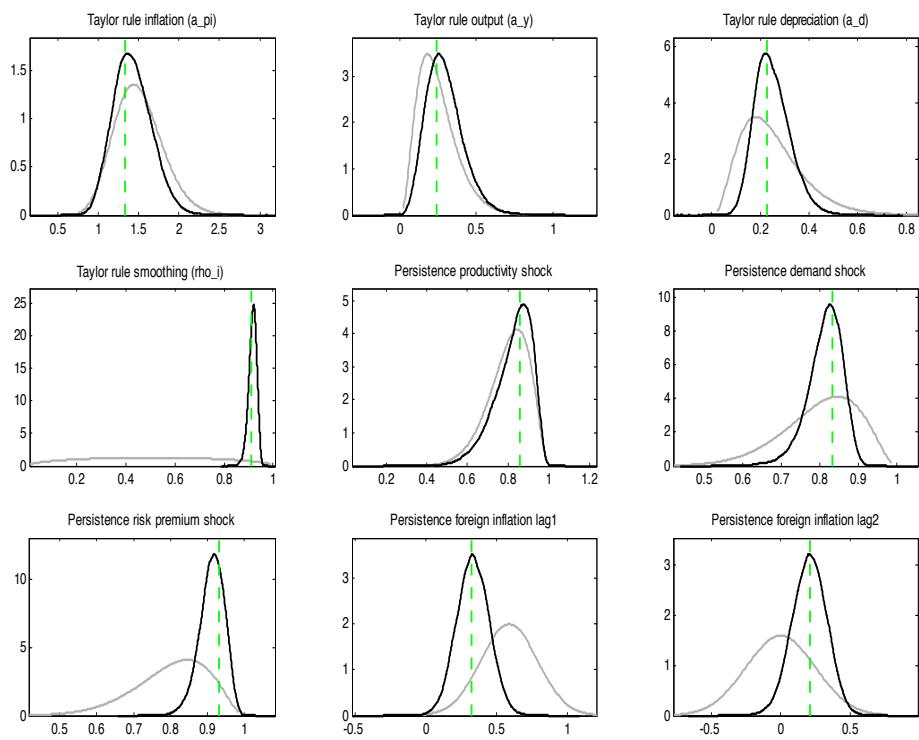 Taylor rule inflation (a_pi)
Taylor rule output (a_y)
Taylor rule depreciation (a_d)
1.5
1
0.5
0
0.5 1 1.5 2 2.5 3
3
2
1
0
0 0.5 1
6
4
2
0
0 0.2 0.4 0.6 0.8
Taylor rule smoothing (rho_i)
Persistence productivity shock
Persistence demand shock
25
20
15
10
5
0
0.2 0.4 0.6 0.8 1
5
4
3
2
1
0
0.2 0.4 0.6 0.8 1 1.2
10
8
6
4
2
0
0.5 0.6 0.7 0.8 0.9 1
Persistence risk premium shock
Persistence foreign inflation lag1
Persistence foreign inflation lag2
10
5
0
0.5 0.6 0.7 0.8 0.9 1
3
2
1
0
-0.5 0 0.5 1
3
2
1
0
-0.5 0 0.5